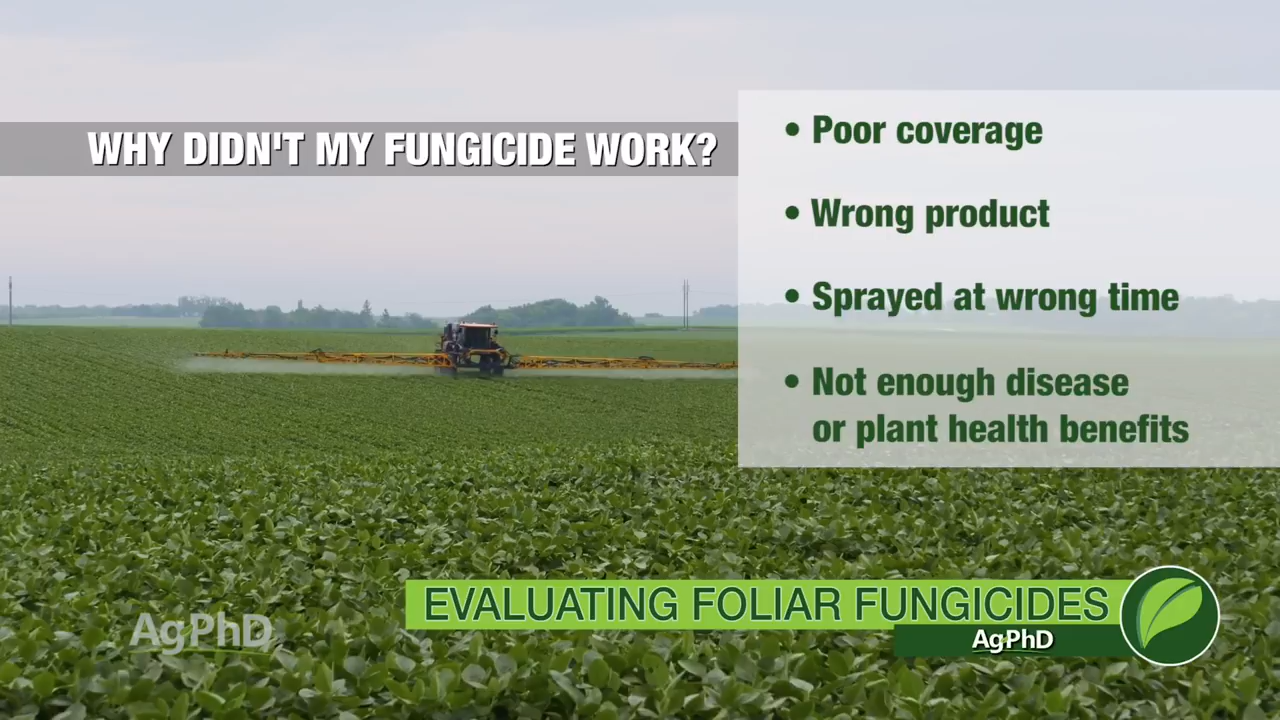 WHY DIDN'T MY FUNGICIDE WORK?
• Poor coverage
• Wrong product
• Sprayed at wrong time
• Not enough disease
or plant health benefits
EVALUATING FOLIAR FUNGICIDES
AgPhD
AgPhD